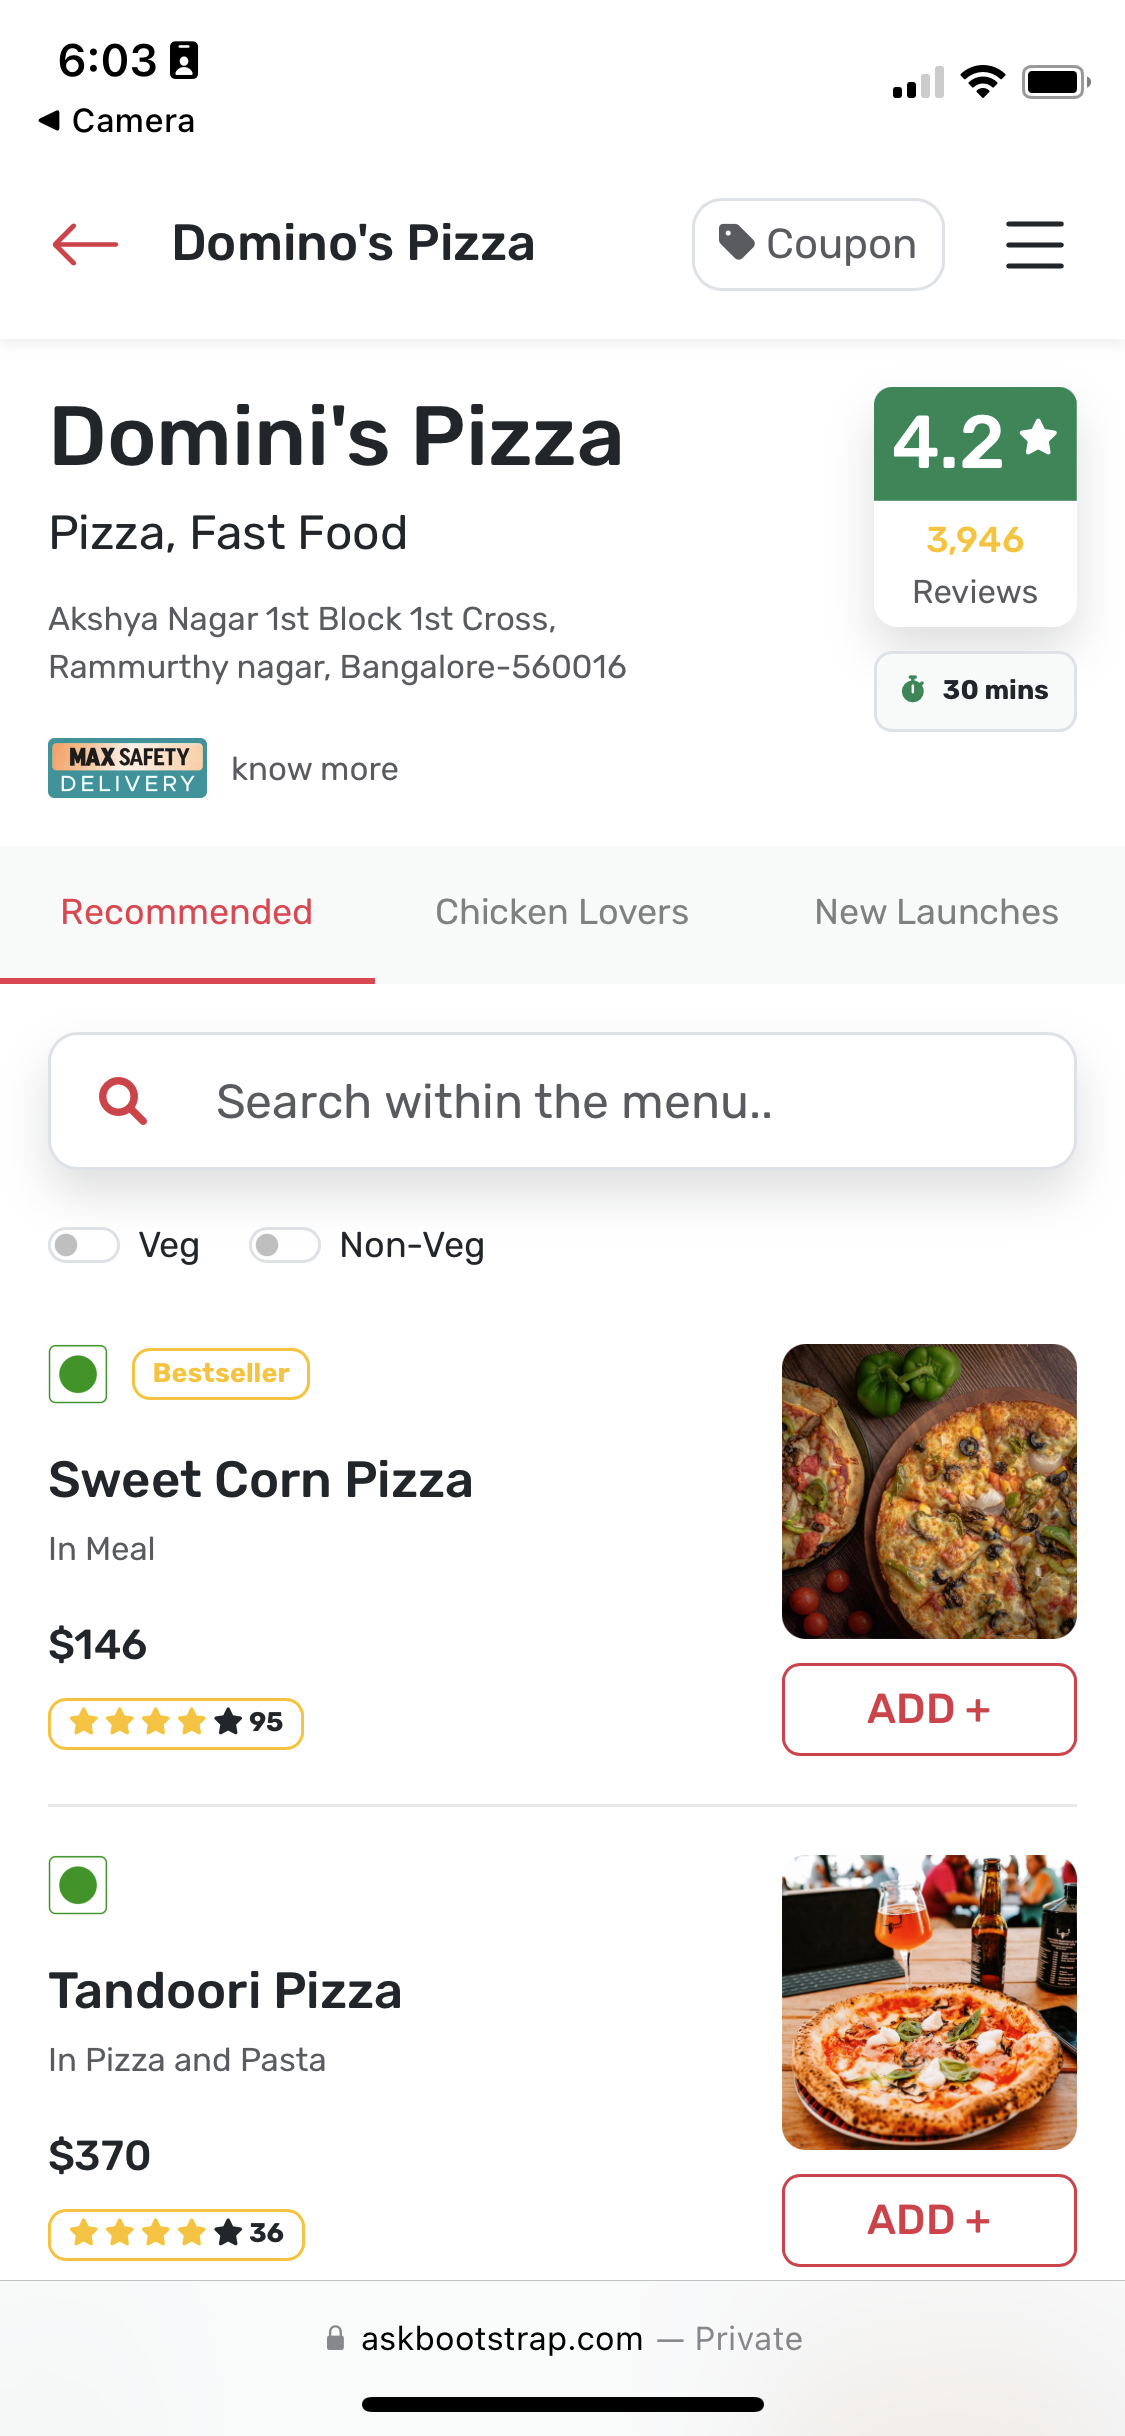 6:03
Camera
Domino's Pizza
Coupon
Domini's Pizza
4.2
Pizza, Fast Food
3,946
Reviews
Akshya Nagar 1st Block 1st Cross,
Rammurthy nagar, Bangalore-560016
30 mins
MAX SAFETY
DELIVERY
know more
Recommended
Chicken Lovers
New Launches
Search within the menu..
Veg
Non-Veg
Bestseller
Sweet Corn Pizza
In Meal
$146
95
ADD +
Tandoori Pizza
In Pizza and Pasta
$370
36
ADD +
askbootstrap.com — Private